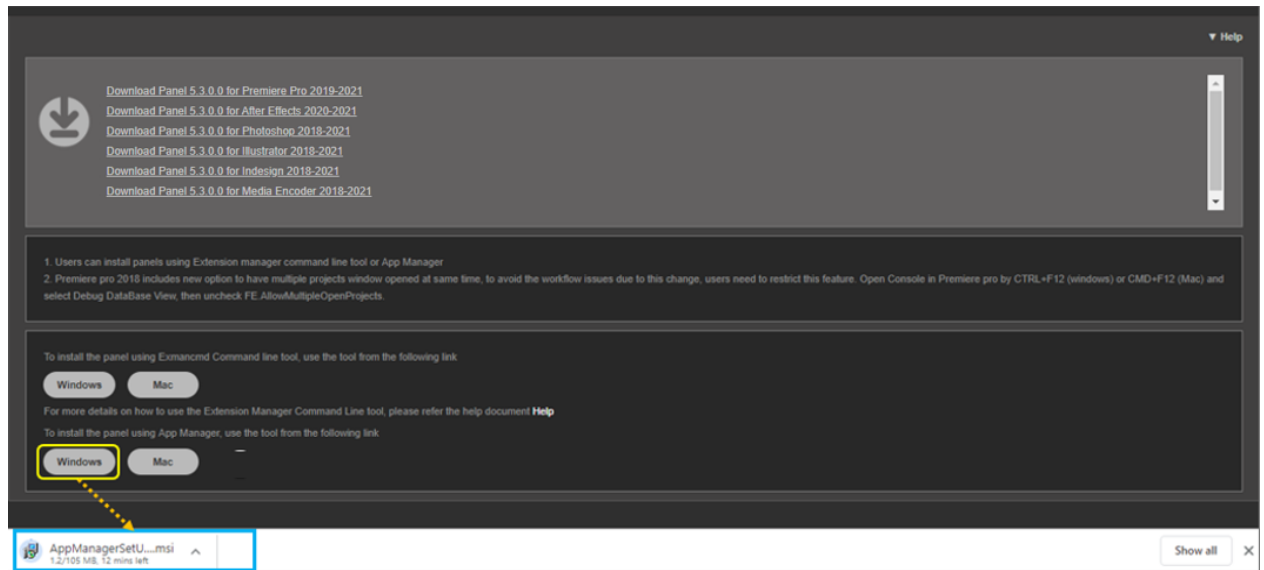 ▼ Help
Download Panel 5.3.0.0 for Premiere Pro 2019-2021
Download Panel 5.3.0.0 for After Effects 2020-2021
Download Panel 5.3.0.0 for Photoshop 2018-2021
Download Panel 5.3.0.0 for Illustrator 2018-2021
Download Panel 5.3.0.0 for Indesign 2018-2021
Download Panel 5.3.0.0 for Media Encoder 2018-2021
1. Users can install panels using Extension manager command line tool or App Manager
2. Premiere pro 2018 includes new option to have multiple projects window opened at same time, to avoid the workflow issues due to this change, users need to restrict this feature. Open Console in Premiere pro by CTRL+F12 (windows) or CMD+F12 (Mac) and
select Debug DataBase View, then uncheck FE.AllowMultipleOpenProjects.
To install the panel using Exmancmd Command line tool, use the tool from the following link
Windows Mac
For more details on how to use the Extension Manager Command Line tool, please refer the help document Help
To install the panel using App Manager, use the tool from the following link
Windows Mac
AppManagerSetU....msi
1.2/105 MB, 12 mins left
Show all